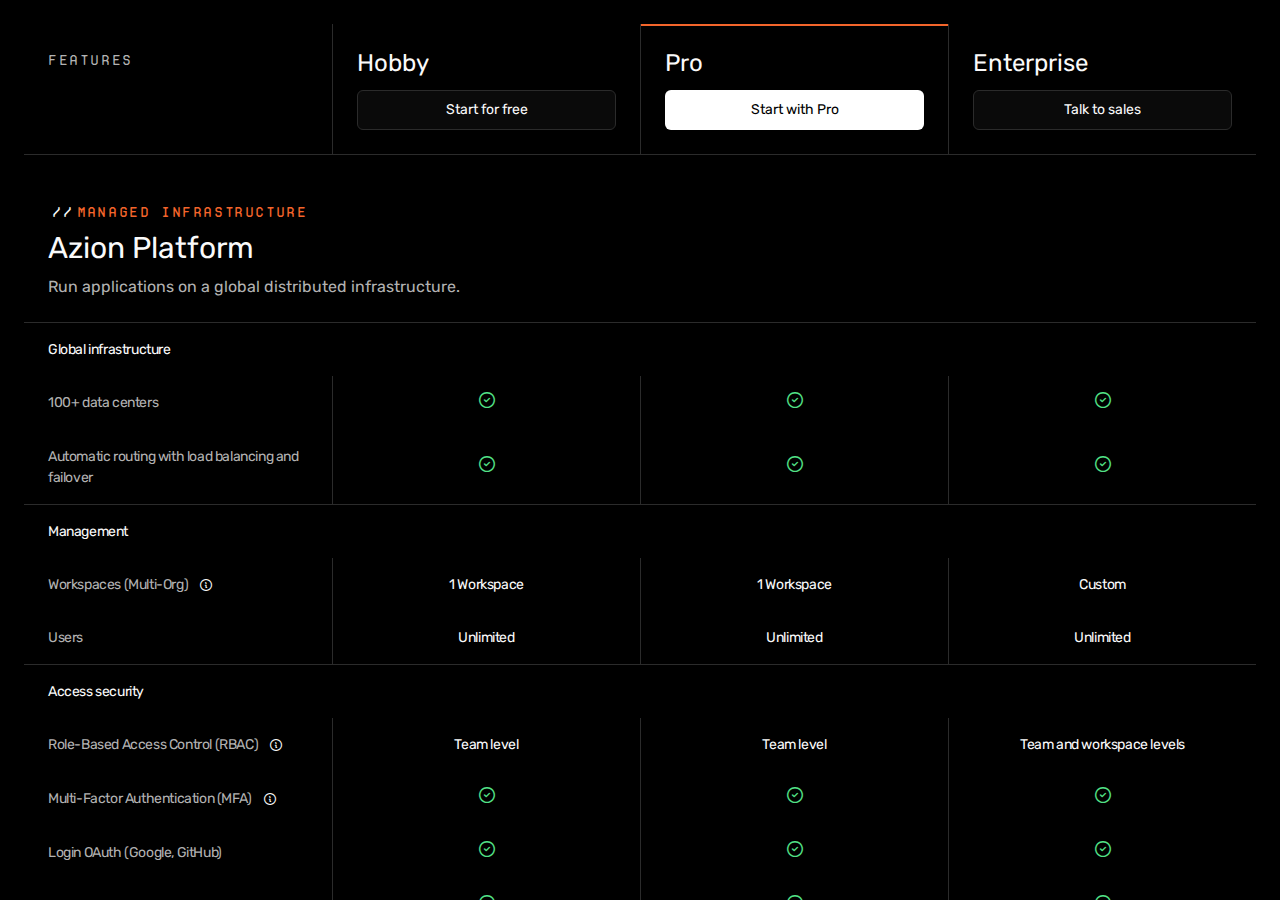 FEATURES
Hobby
Pro
Enterprise
Start for free
Start with Pro
Talk to sales
// MANAGED INFRASTRUCTURE
Azion Platform
Run applications on a global distributed infrastructure.
Global infrastructure
100+ data centers
Automatic routing with load balancing and
failover
Management
Workspaces (Multi-Org)
1 Workspace
1 Workspace
Custom
Users
Unlimited
Unlimited
Unlimited
Access security
Role-Based Access Control (RBAC)
Team level
Team level
Team and workspace levels
Multi-Factor Authentication (MFA)
Login OAuth (Google, GitHub)